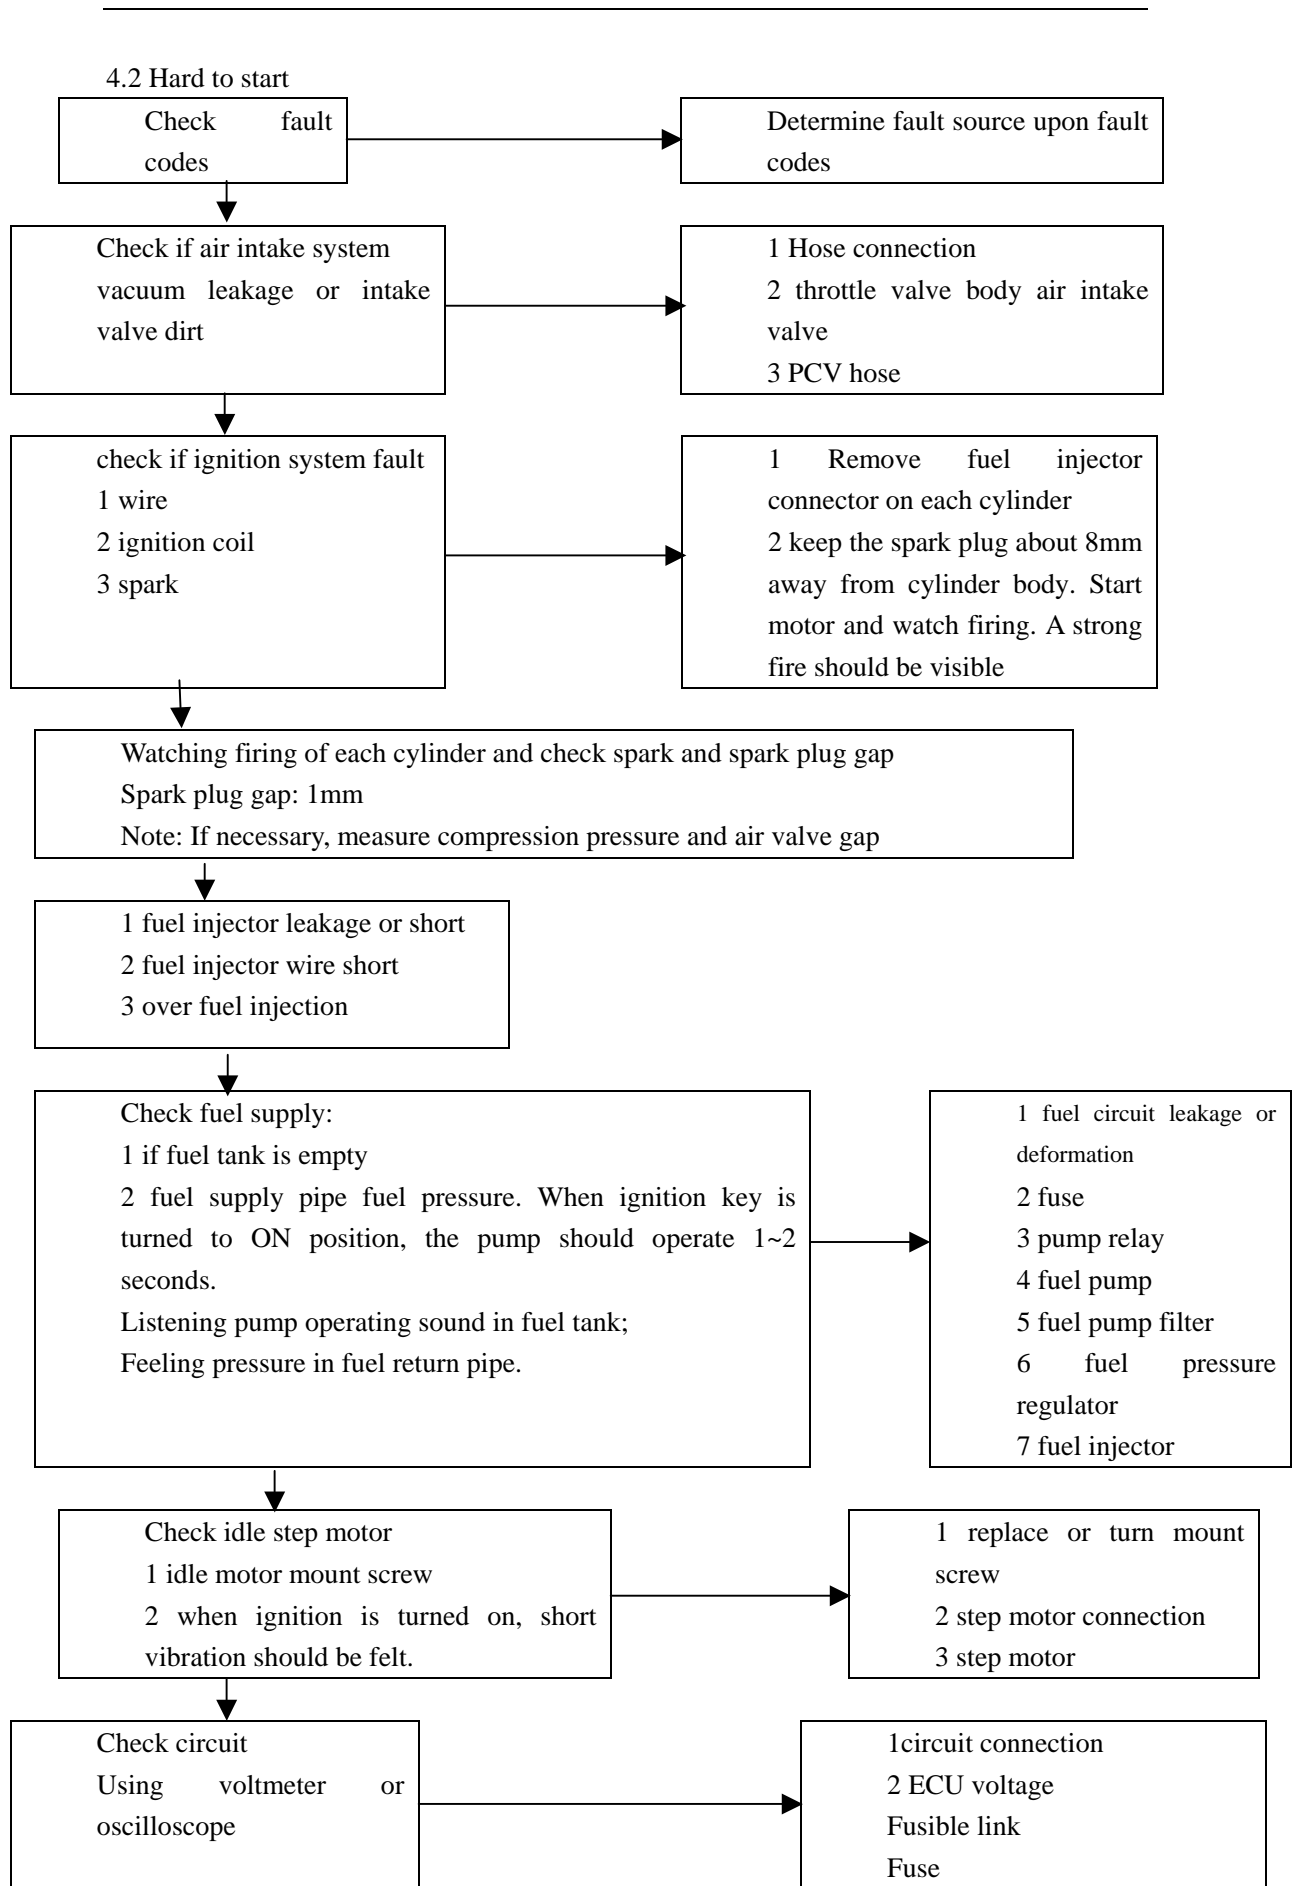 4.2 Hard to start
Check fault
codes
Determine fault source upon fault
codes
Check if air intake system
vacuum leakage or intake
valve dirt
1 Hose connection
2 throttle valve body air intake
valve
3 PCV hose
check if ignition system fault
1 wire
2 ignition coil
3 spark
1 Remove fuel injector
connector on each cylinder
2 keep the spark plug about 8mm
away from cylinder body. Start
motor and watch firing. A strong
fire should be visible
Watching firing of each cylinder and check spark and spark plug gap
Spark plug gap: 1mm
Note: If necessary, measure compression pressure and air valve gap
1 fuel injector leakage or short
2 fuel injector wire short
3 over fuel injection
Check fuel supply:
1 if fuel tank is empty
2 fuel supply pipe fuel pressure. When ignition key is
turned to ON position, the pump should operate 1~2
seconds.
Listening pump operating sound in fuel tank;
Feeling pressure in fuel return pipe.
1 fuel circuit leakage or
deformation
2 fuse
3 pump relay
4 fuel pump
5 fuel pump filter
6 fuel pressure
regulator
7 fuel injector
Check idle step motor
1 idle motor mount screw
2 when ignition is turned on, short
vibration should be felt.
1 replace or turn mount
screw
2 step motor connection
3 step motor
Check circuit
Using voltmeter or
oscilloscope
1circuit connection
2 ECU voltage
Fusible link
Fuse